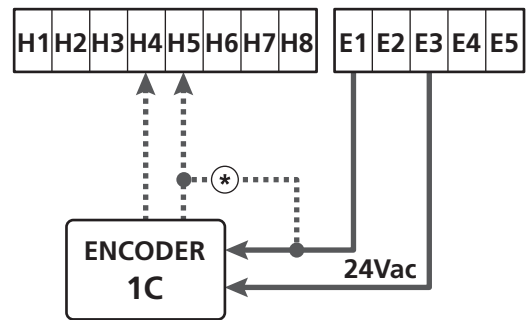 H1 H2 H3 H4 H5 H6 H7 H8 E1 E2 E3 E4 E5
*
ENCODER
1C
24Vac